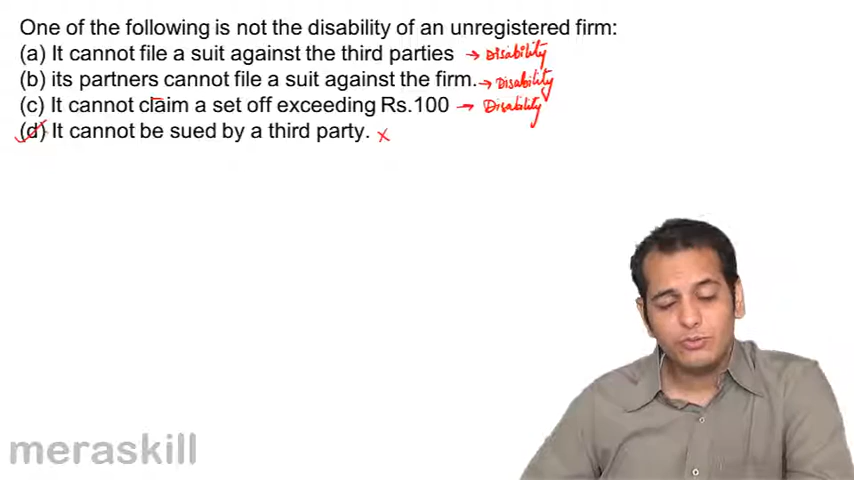 One of the following is not the disability of an unregistered firm:
(a) It cannot file a suit against the third parties → Disability
(b) its partners cannot file a suit against the firm. → Disability
(c) It cannot claim a set off exceeding Rs.100 → Disability
(d) It cannot be sued by a third party. x
meraskill